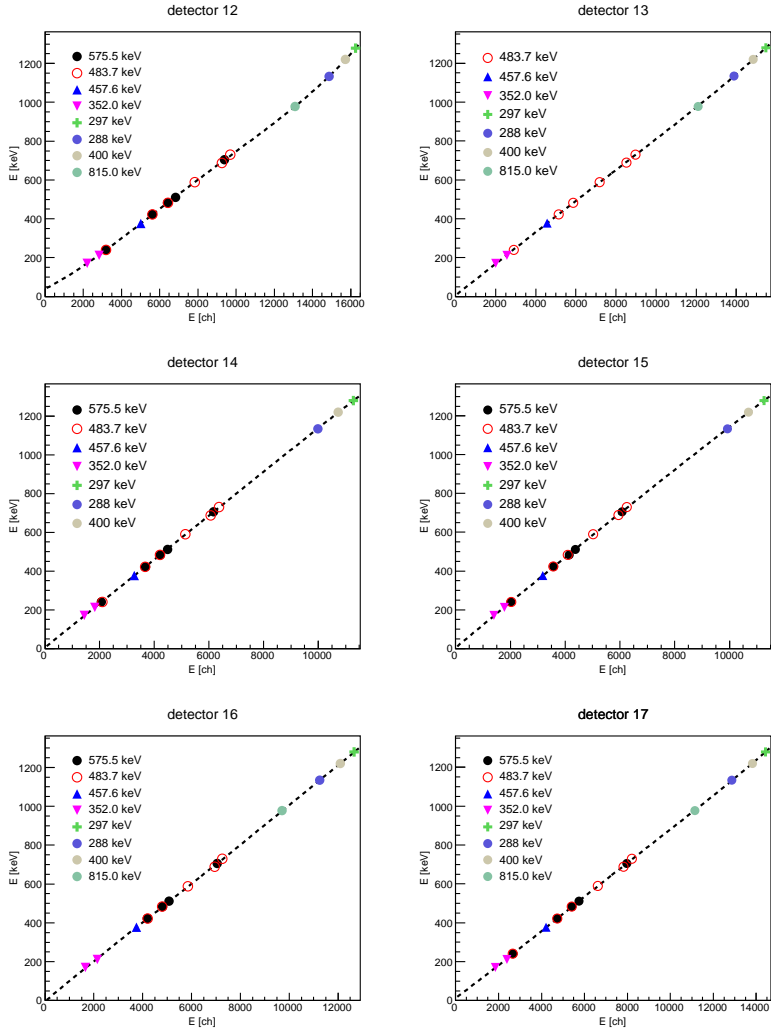 detector 12
E [keV]
1200
1000
800
600
400
200
0
575.5 keV
483.7 keV
457.6 keV
352.0 keV
297 keV
288 keV
400 keV
815.0 keV
0 2000 4000 6000 8000 10000 12000 14000 16000
E [ch]
detector 13
E [keV]
1200
1000
800
600
400
200
0
483.7 keV
457.6 keV
352.0 keV
297 keV
288 keV
400 keV
815.0 keV
0 2000 4000 6000 8000 10000 12000 14000
E [ch]
detector 14
E [keV]
1200
1000
800
600
400
200
0
575.5 keV
483.7 keV
457.6 keV
352.0 keV
297 keV
288 keV
400 keV
0 2000 4000 6000 8000 10000
E [ch]
detector 15
E [keV]
1200
1000
800
600
400
200
0
575.5 keV
483.7 keV
457.6 keV
352.0 keV
297 keV
288 keV
400 keV
0 2000 4000 6000 8000 10000
E [ch]
detector 16
E [keV]
1200
1000
800
600
400
200
0
575.5 keV
483.7 keV
457.6 keV
352.0 keV
297 keV
288 keV
400 keV
815.0 keV
0 2000 4000 6000 8000 10000 12000
E [ch]
detector 17
E [keV]
1200
1000
800
600
400
200
0
575.5 keV
483.7 keV
457.6 keV
352.0 keV
297 keV
288 keV
400 keV
815.0 keV
0 2000 4000 6000 8000 10000 12000 14000
E [ch]